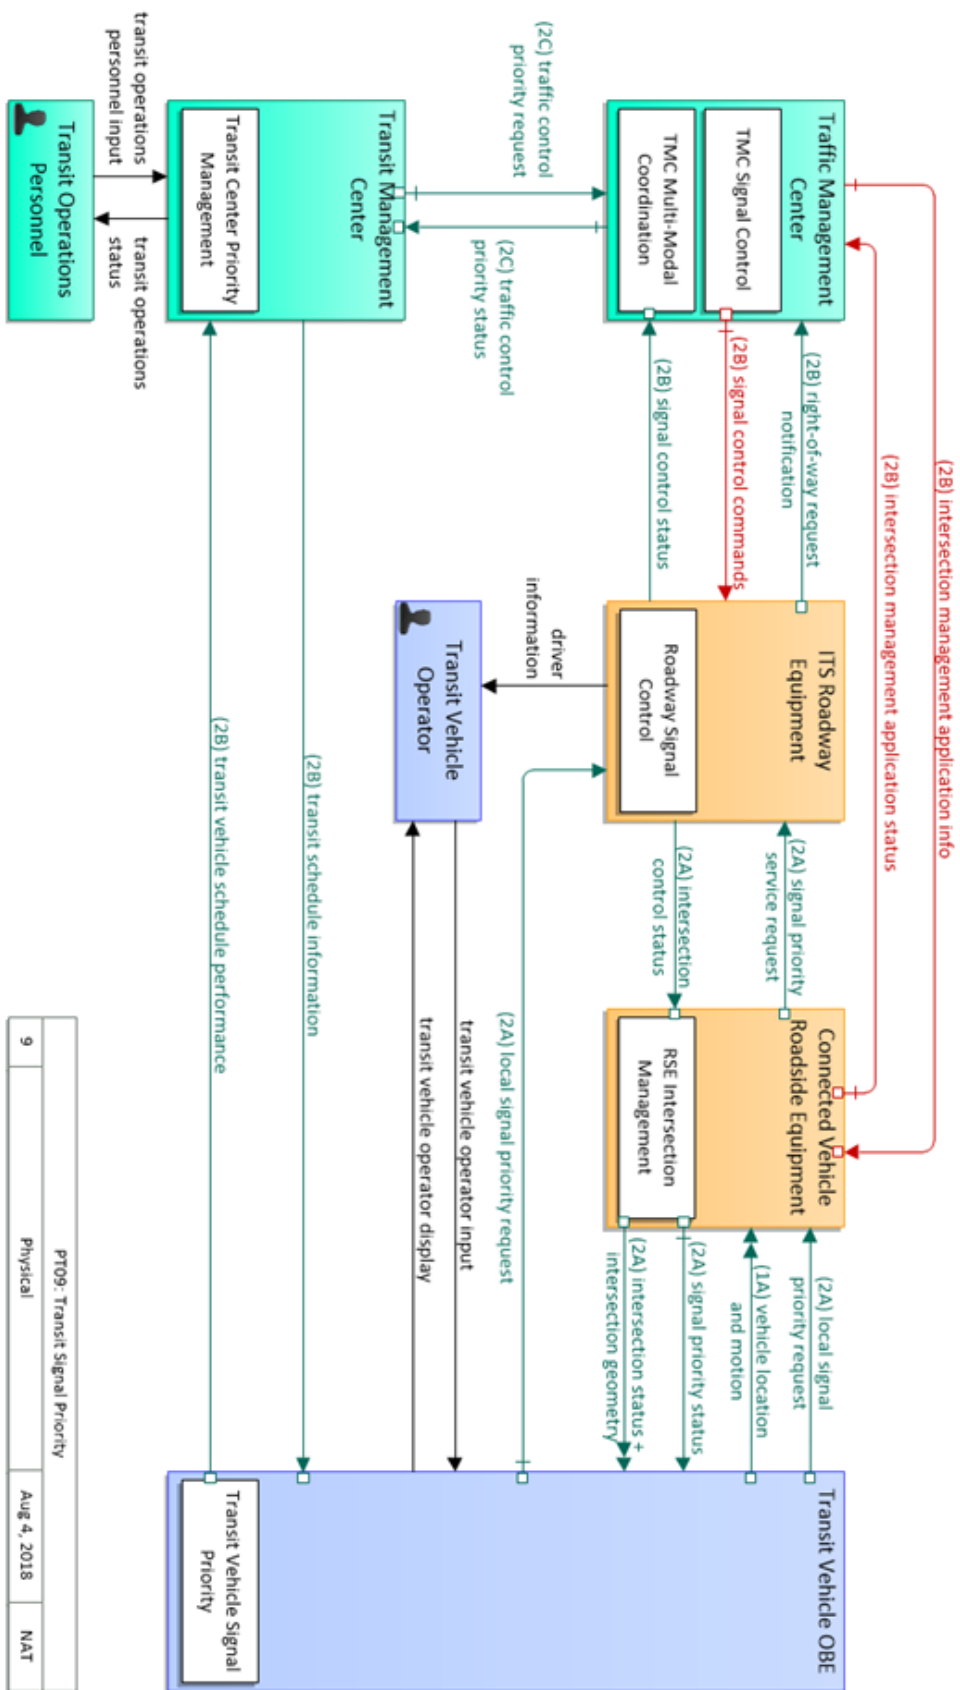 (2B) intersection management application info
(2B) intersection management application status
Traffic Management
Center
TMC Signal Control
TMC Multi-Modal
Coordination
(2B) right-of-way request
notification
(2B) signal control commands
(2B) signal control status
ITS Roadway
Equipment
Roadway Signal
Control
(2A) signal priority
service request
(2A) intersection
control status
Connected Vehicle
Roadside Equipment
RSE Intersection
Management
(2A) local signal
priority request
(1A) vehicle location
and motion
(2A) signal priority status
(2A) intersection status +
intersection geometry
Transit Vehicle OBE
Transit Vehicle Signal
Priority
(2C) traffic control
priority request
(2C) traffic control
priority status
driver
information
(2A) local signal priority request
Transit Vehicle
Operator
transit vehicle operator input
transit vehicle operator display
Transit Management
Center
Transit Center Priority
Management
(2B) transit schedule information
(2B) transit vehicle schedule performance
transit operations
personnel input
transit operations
status
Transit Operations
Personnel
PT09: Transit Signal Priority
9 Physical Aug 4, 2018 NAT